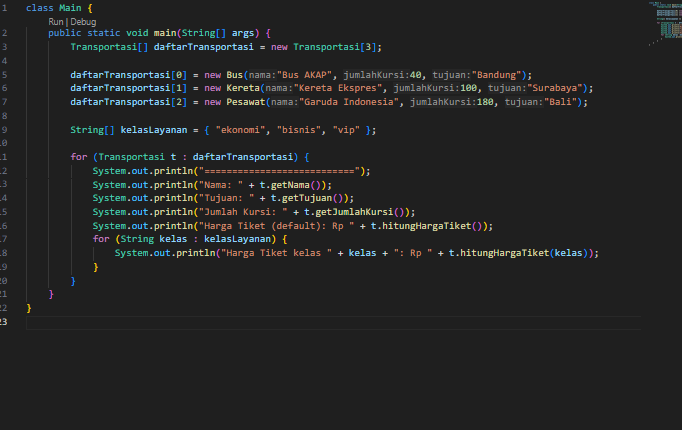 1 class Main {
Run | Debug
2 public static void main(String[] args) {
3 Transportasi[] daftarTransportasi = new Transportasi[3];
4
5 daftarTransportasi[0] = new Bus(nama:"Bus AKAP", jumlahKursi:40, tujuan:"Bandung");
6 daftarTransportasi[1] = new Kereta(nama:"Kereta Ekspres", jumlahKursi:100, tujuan:"Surabaya");
7 daftarTransportasi[2] = new Pesawat(nama:"Garuda Indonesia", jumlahKursi:180, tujuan:"Bali");
8
9 String[] kelasLayanan = { "ekonomi", "bisnis", "vip" };
10
11 for (Transportasi t : daftarTransportasi) {
12 System.out.println("===========================");
13 System.out.println("Nama: " + t.getNama());
14 System.out.println("Tujuan: " + t.getTujuan());
15 System.out.println("Jumlah Kursi: " + t.getJumlahKursi());
16 System.out.println("Harga Tiket (default): Rp " + t.hitungHargaTiket());
17 for (String kelas : kelasLayanan) {
18 System.out.println("Harga Tiket kelas " + kelas + ": Rp " + t.hitungHargaTiket(kelas));
19 }
20 }
21 }
22 }
23